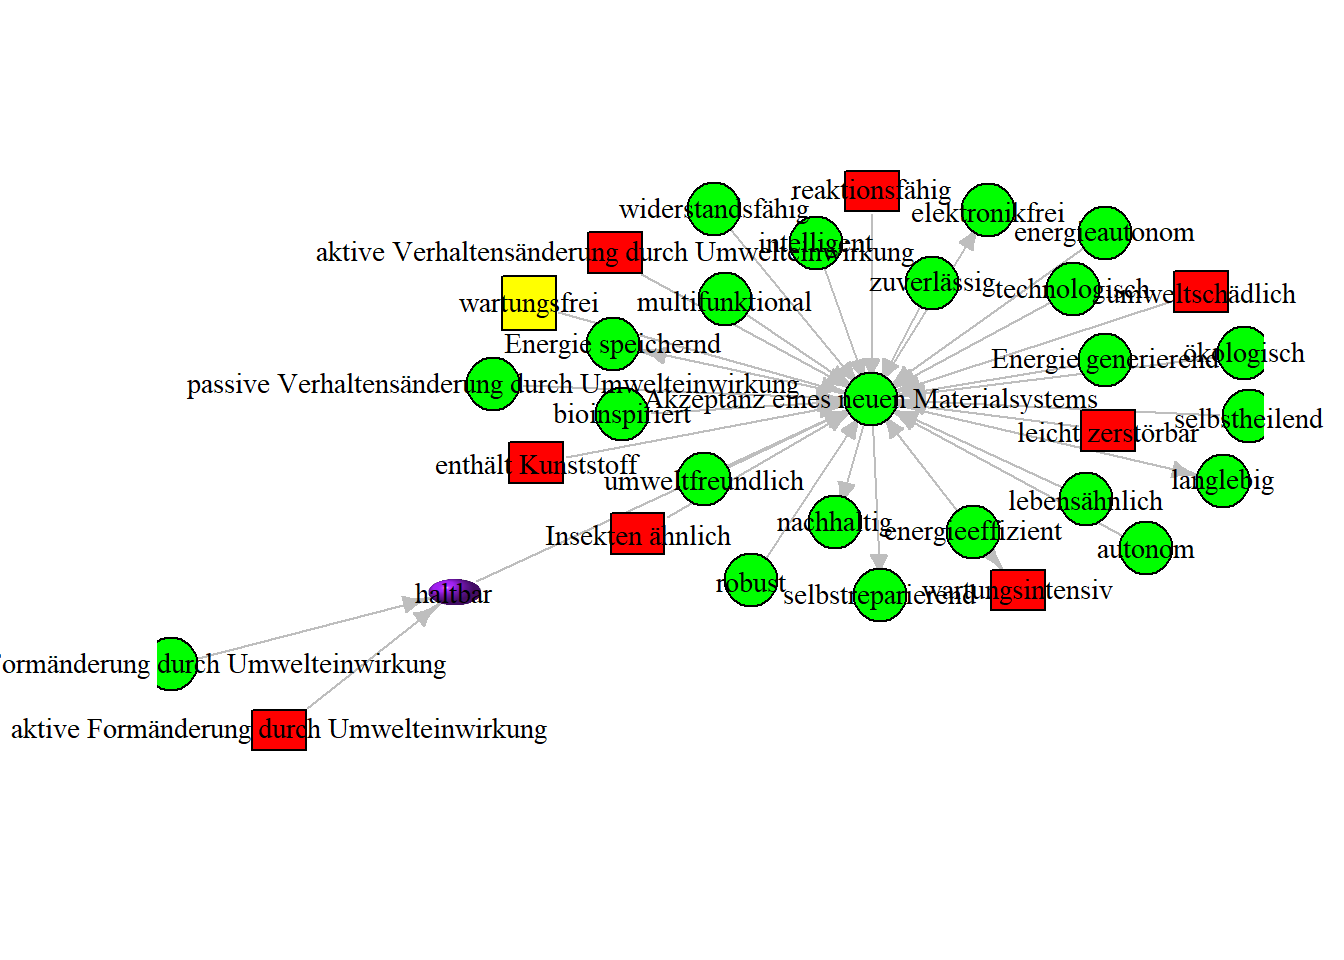 reaktionsfähig
widerstandsfähig
elektronikfrei
energieautonom
intelligent
aktive Verhaltensänderung durch Umwelteinwirkung
zuverlässig
technologisch
umweltschädlich
wartungsfrei
multifunktional
Energie speichernd
Energie generierend
ökologisch
passive Verhaltensänderung durch Umwelteinwirkung
Akzeptanz eines neuen Materialsystems
bioinspiriert
selbstheilend
leicht zerstörbar
enthält Kunststoff
umweltfreundlich
langlebig
lebensähnlich
nachhaltig
energieeffizient
Insekten ähnlich
autonom
robust
selbstreparierend
wartungsintensiv
haltbar
durch Umwelteinwirkung
aktive Formänderung durch Umwelteinwirkung